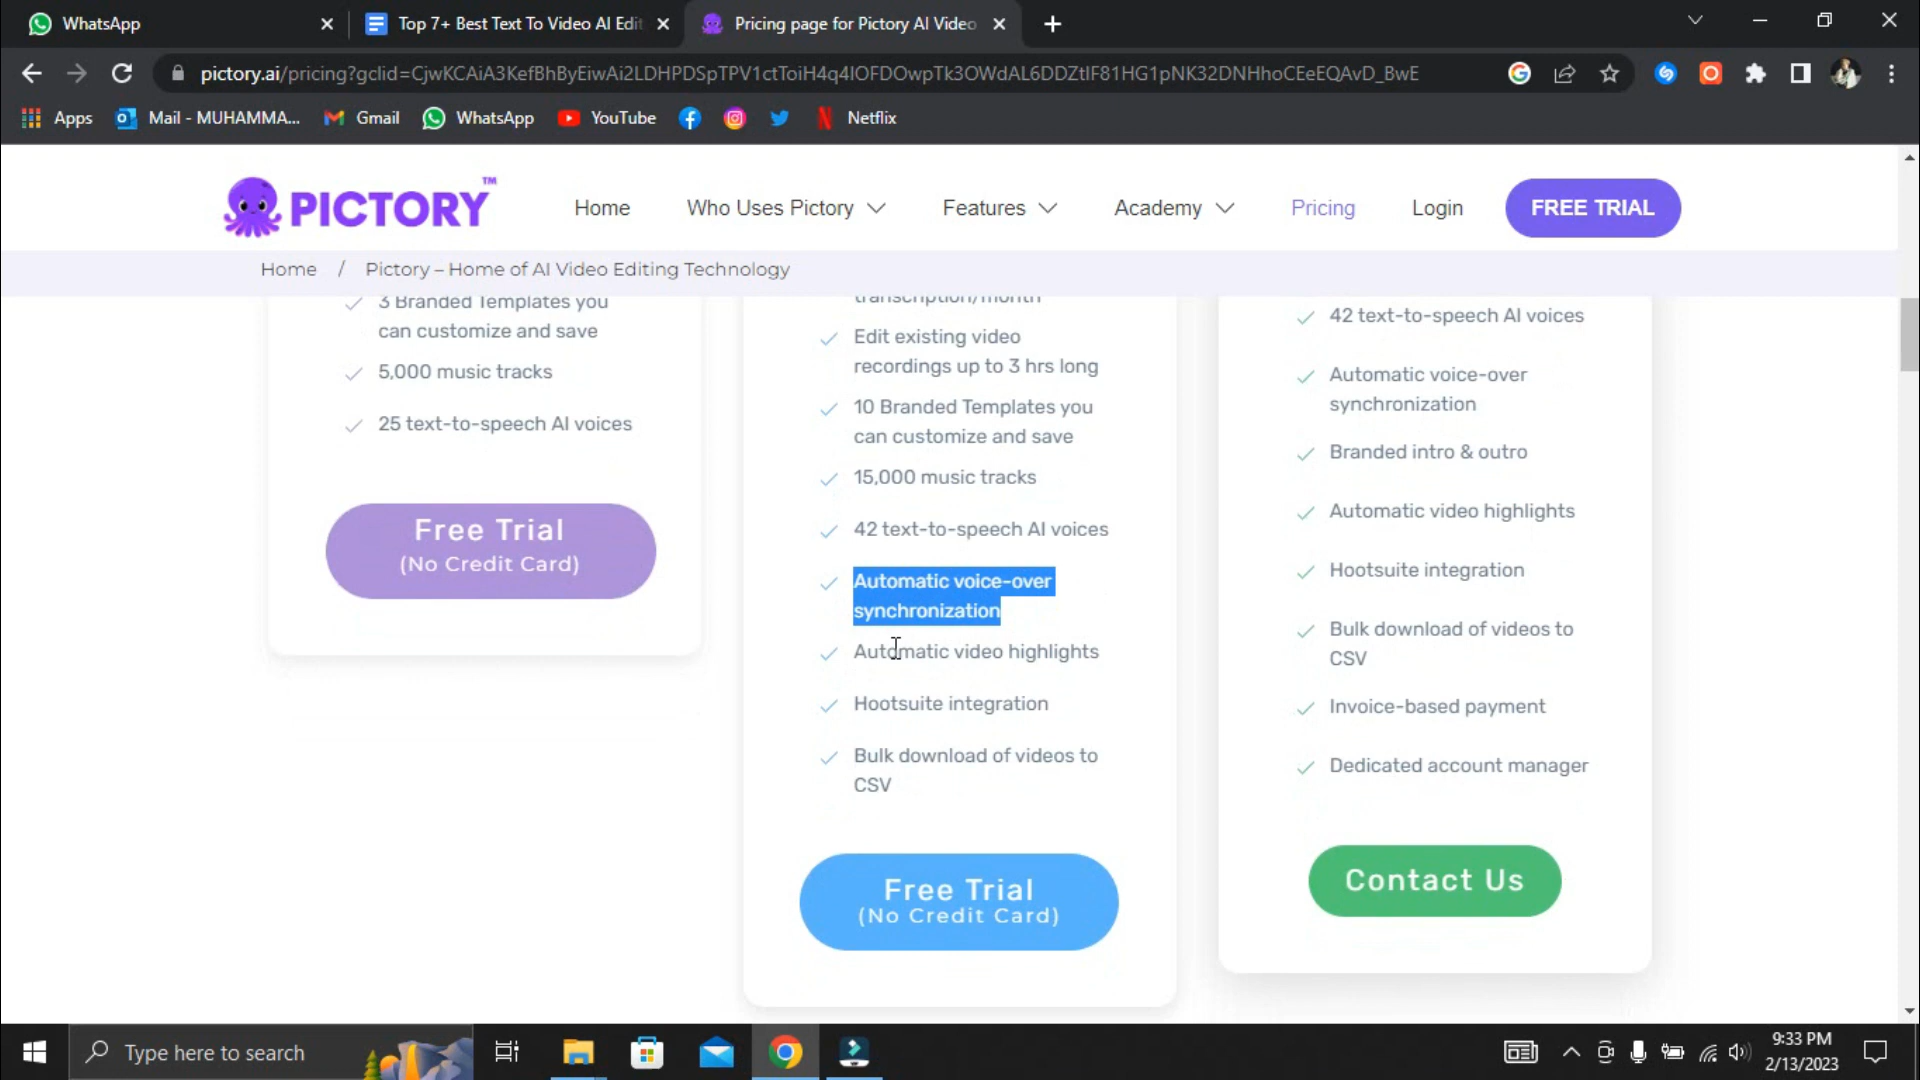 WhatsApp
Top 7+ Best Text To Video AI Edit
Pricing page for Pictory AI Video
pictory.ai/pricing?gclid=CjwKCAiA3KefBhByEiwAi2LDHPDSpTPV1ctToiH4q4IOFDOwpTk3OWdAL6DDZtIF81HG1pNK32DNHhoCEeEQAvD_BwE
Apps
Mail - MUHAMMA...
Gmail
WhatsApp
YouTube
Netflix
PICTORY™
Home
Who Uses Pictory
Features
Academy
Pricing
Login
FREE TRIAL
Home / Pictory – Home of AI Video Editing Technology
3 Branded Templates you
can customize and save
5,000 music tracks
25 text-to-speech AI voices
Free Trial
(No Credit Card)
transcription/month
Edit existing video
recordings up to 3 hrs long
10 Branded Templates you
can customize and save
15,000 music tracks
42 text-to-speech AI voices
Automatic voice-over
synchronization
Automatic video highlights
Hootsuite integration
Bulk download of videos to
CSV
Free Trial
(No Credit Card)
42 text-to-speech AI voices
Automatic voice-over
synchronization
Branded intro & outro
Automatic video highlights
Hootsuite integration
Bulk download of videos to
CSV
Invoice-based payment
Dedicated account manager
Contact Us
Type here to search
9:33 PM
2/13/2023